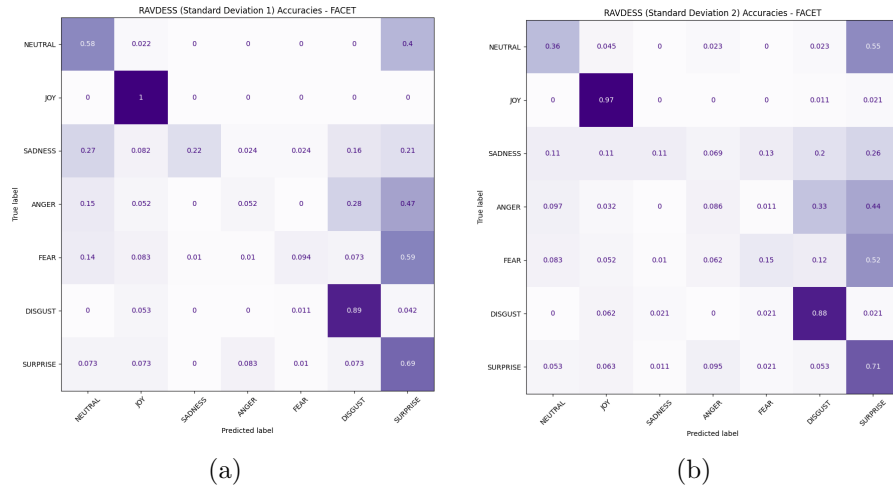 RAVDESS (Standard Deviation 1) Accuracies - FACET
True label
NEUTRAL 0.58 0.022 0 0 0 0 0.4
JOY 0 1 0 0 0 0 0
SADNESS 0.27 0.082 0.22 0.024 0.024 0.16 0.21
ANGER 0.15 0.052 0 0.052 0 0.28 0.47
FEAR 0.14 0.083 0.01 0.01 0.094 0.073 0.59
DISGUST 0 0.053 0 0 0.011 0.89 0.042
SURPRISE 0.073 0.073 0 0.083 0.01 0.073 0.69
NEUTRAL JOY SADNESS ANGER FEAR DISGUST SURPRISE
Predicted label
(a)
RAVDESS (Standard Deviation 2) Accuracies - FACET
True label
NEUTRAL 0.36 0.045 0 0.023 0 0.023 0.55
JOY 0 0.97 0 0 0 0.011 0.021
SADNESS 0.11 0.11 0.11 0.069 0.13 0.2 0.26
ANGER 0.097 0.032 0 0.086 0.011 0.33 0.44
FEAR 0.083 0.052 0.01 0.062 0.15 0.12 0.52
DISGUST 0 0.062 0.021 0 0.021 0.88 0.021
SURPRISE 0.053 0.063 0.011 0.095 0.021 0.053 0.71
NEUTRAL JOY SADNESS ANGER FEAR DISGUST SURPRISE
Predicted label
(b)